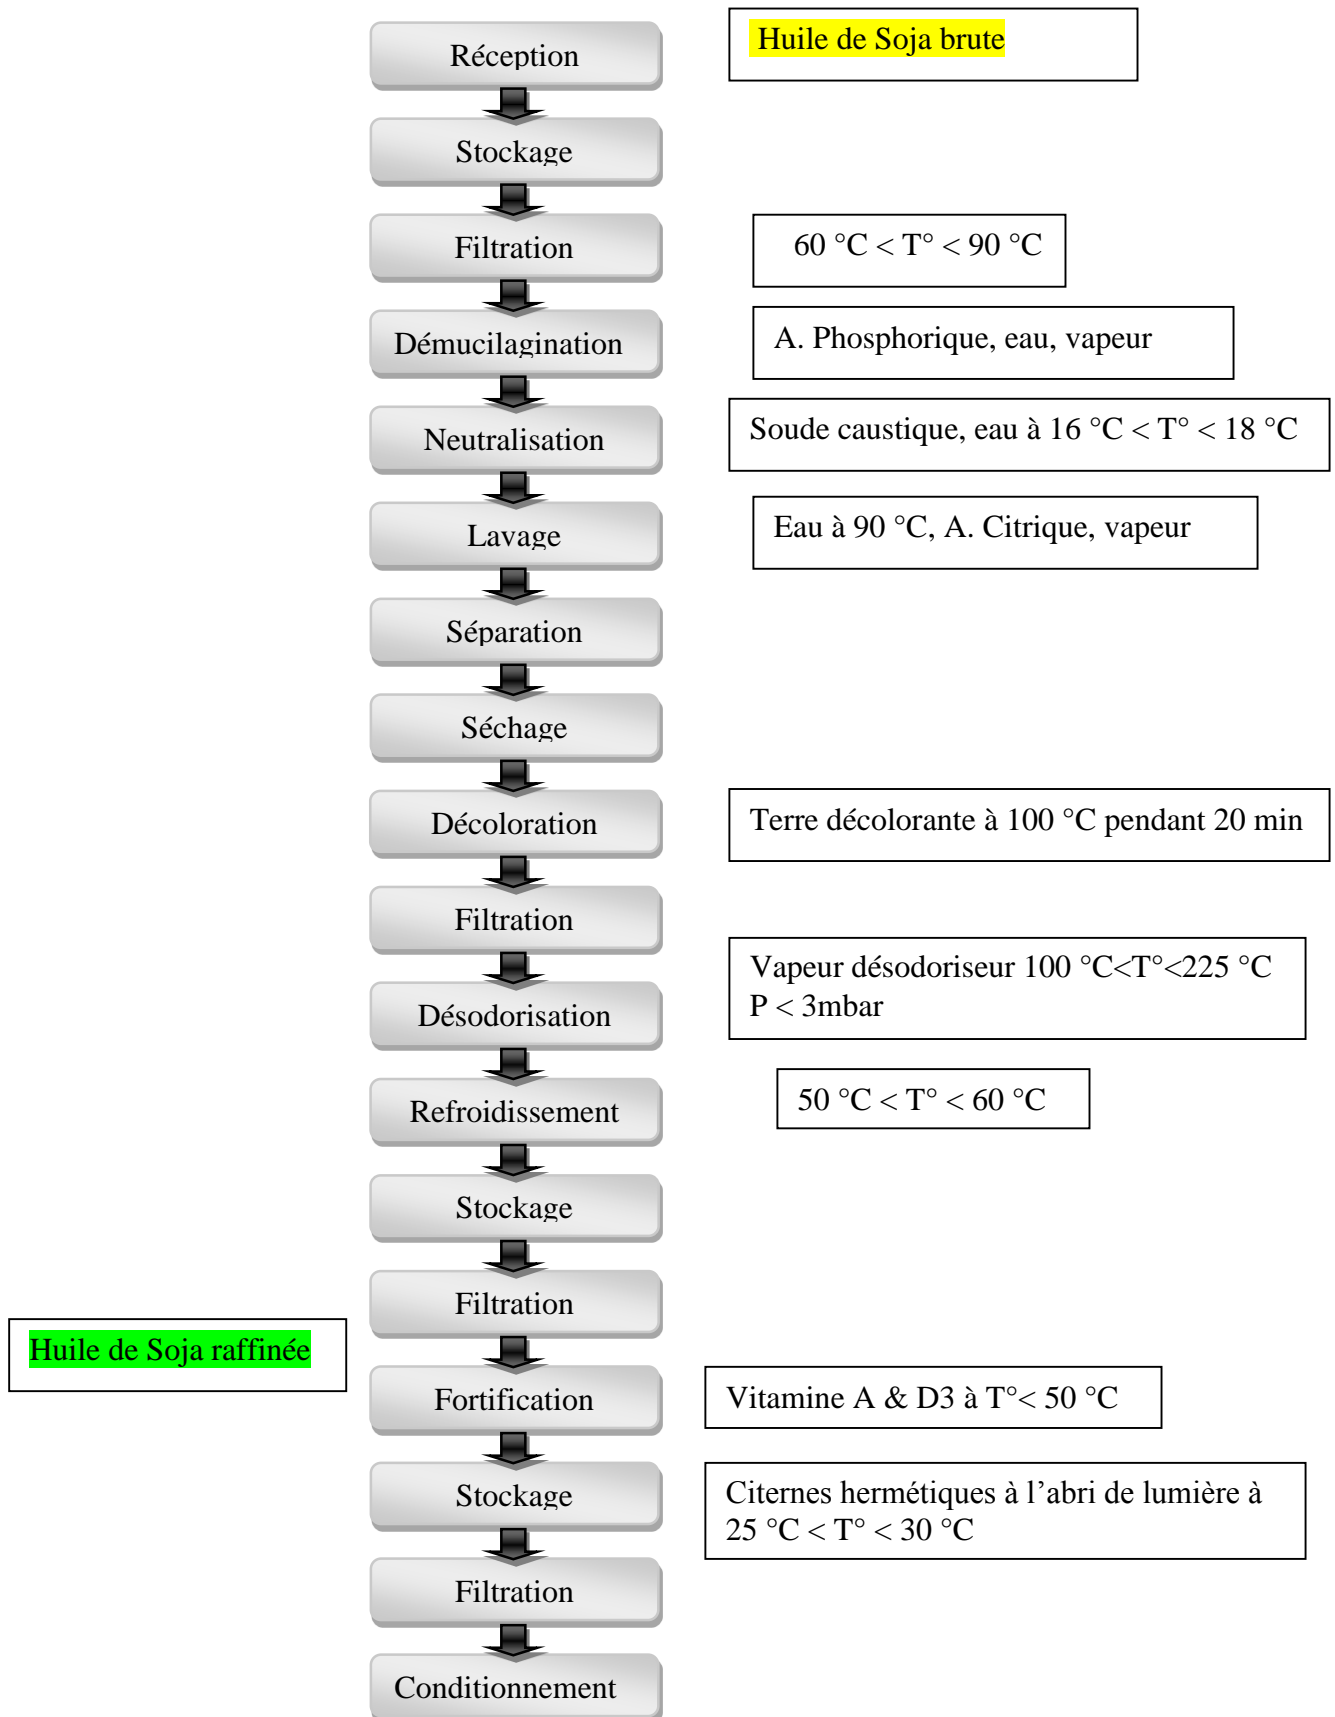 Réception
Huile de Soja brute
Stockage
Filtration
60 °C < T° < 90 °C
Démucilagination
A. Phosphorique, eau, vapeur
Neutralisation
Soude caustique, eau à 16 °C < T° < 18 °C
Lavage
Eau à 90 °C, A. Citrique, vapeur
Séparation
Séchage
Décoloration
Terre décolorante à 100 °C pendant 20 min
Filtration
Désodorisation
Vapeur désodoriseur 100 °C<T°<225 °C
P < 3mbar
Refroidissement
50 °C < T° < 60 °C
Stockage
Filtration
Huile de Soja raffinée
Fortification
Vitamine A & D3 à T°< 50 °C
Stockage
Citernes hermétiques à l’abri de lumière à
25 °C < T° < 30 °C
Filtration
Conditionnement